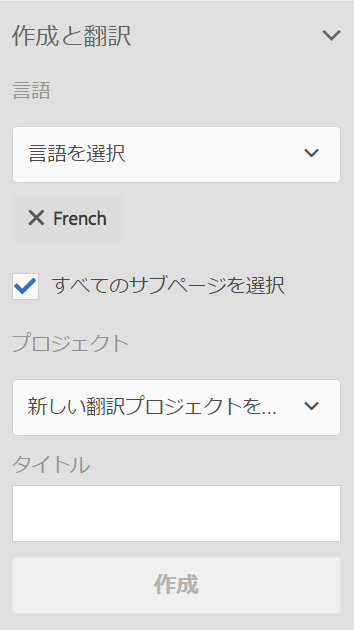 作成と翻訳
言語
言語を選択
French
すべてのサブページを選択
プロジェクト
新しい翻訳プロジェクトを...
タイトル
作成